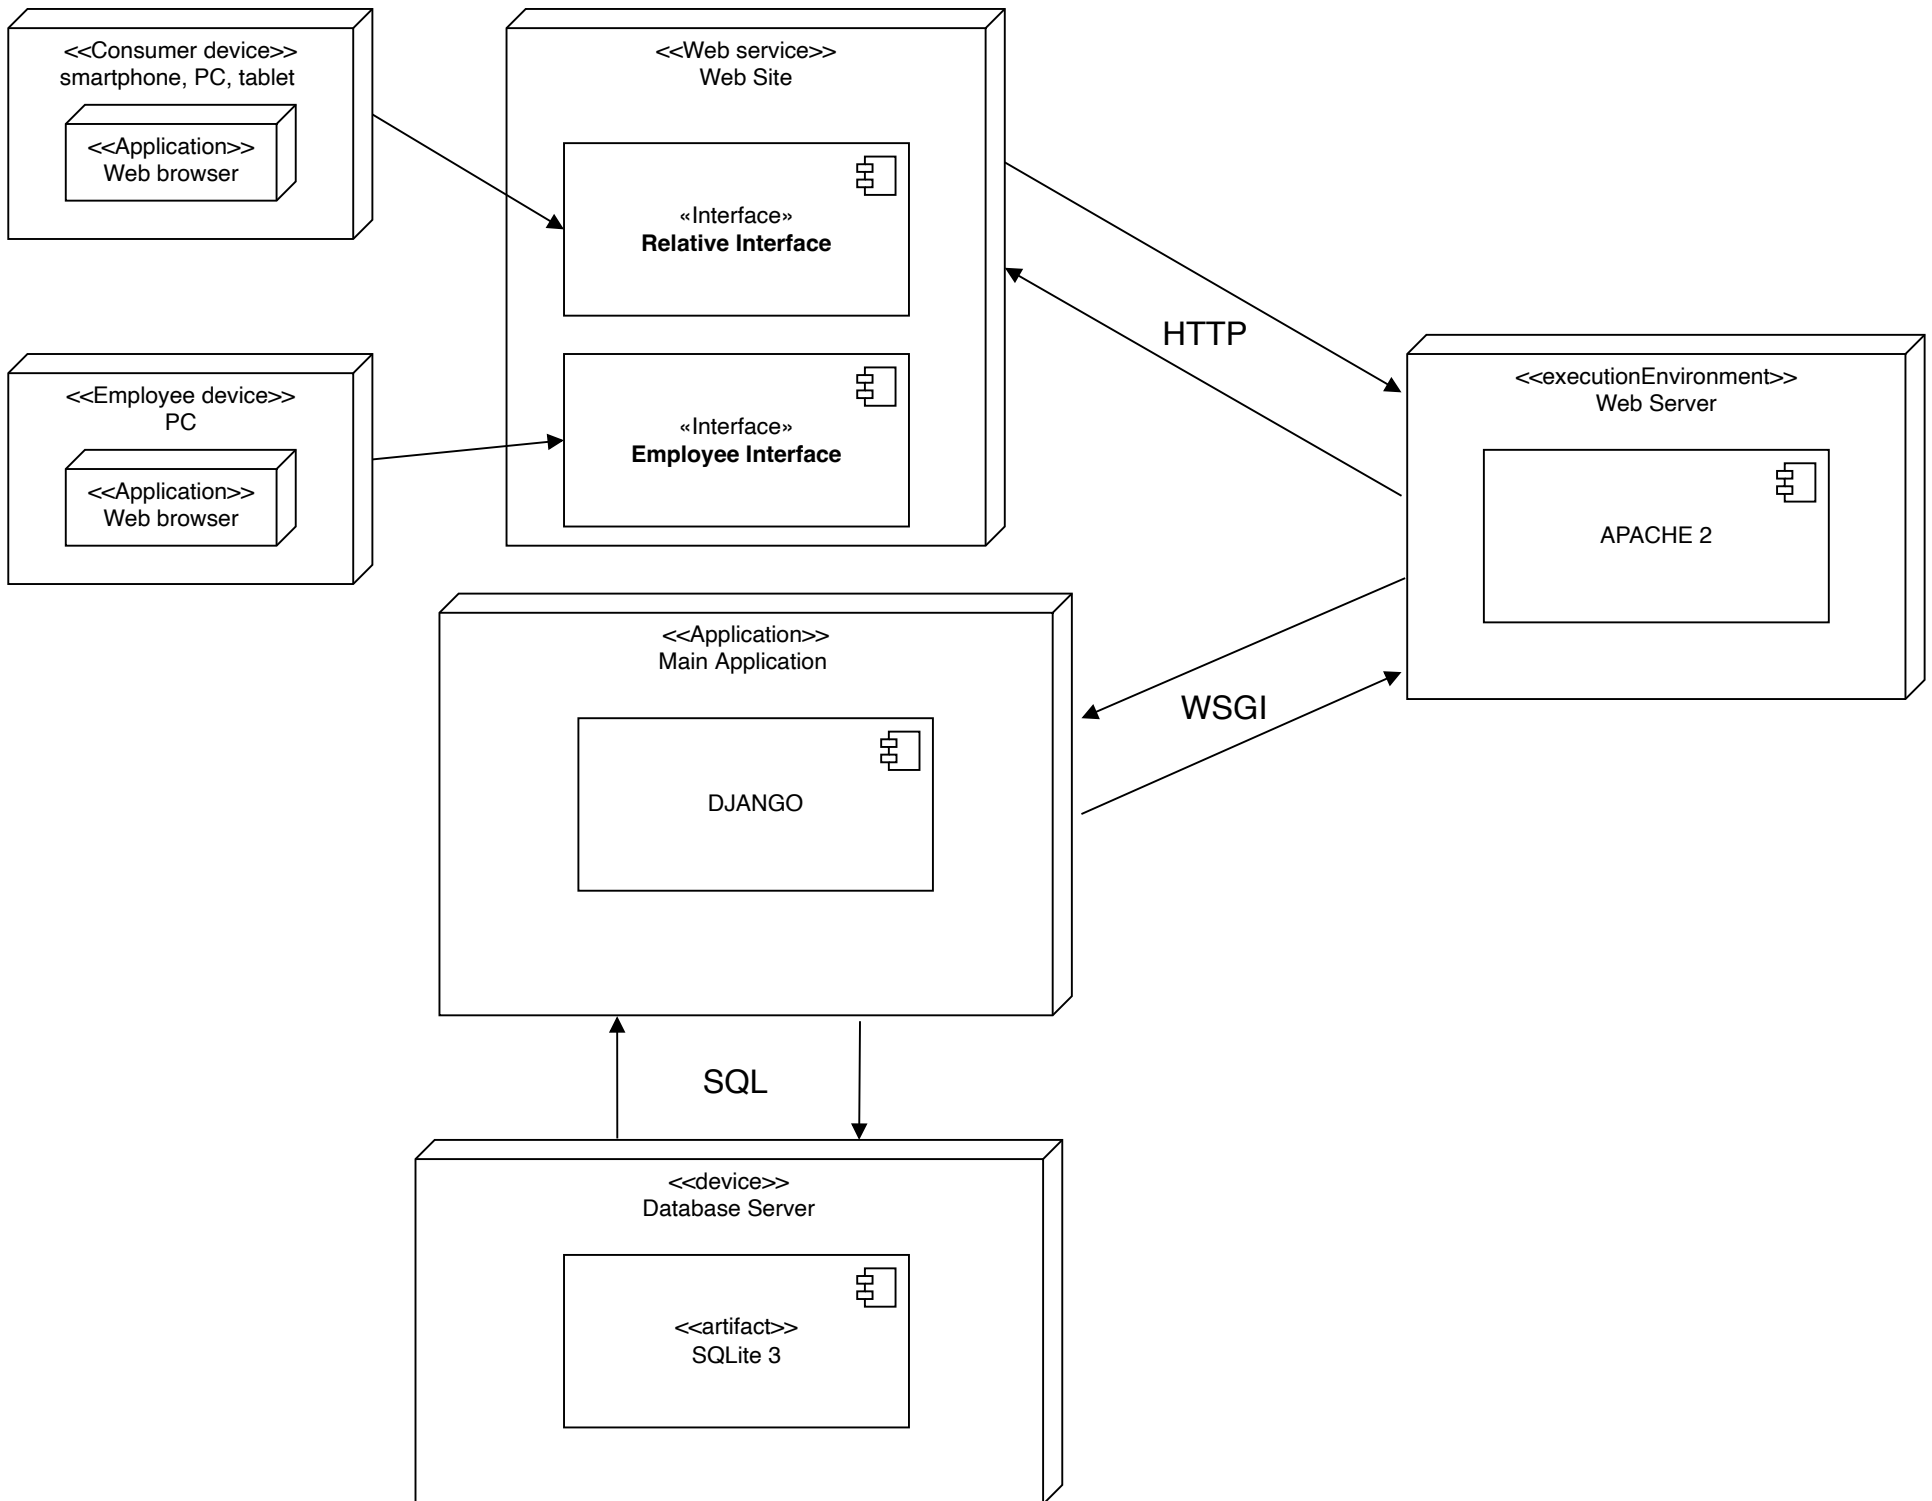 <<Consumer device>>
smartphone, PC, tablet
<<Application>>
Web browser
<<Web service>>
Web Site
«Interface»
Relative Interface
HTTP
<<Employee device>>
PC
<<Application>>
Web browser
«Interface»
Employee Interface
<<executionEnvironment>>
Web Server
APACHE 2
<<Application>>
Main Application
WSGI
DJANGO
SQL
<<device>>
Database Server
<<artifact>>
SQLite 3